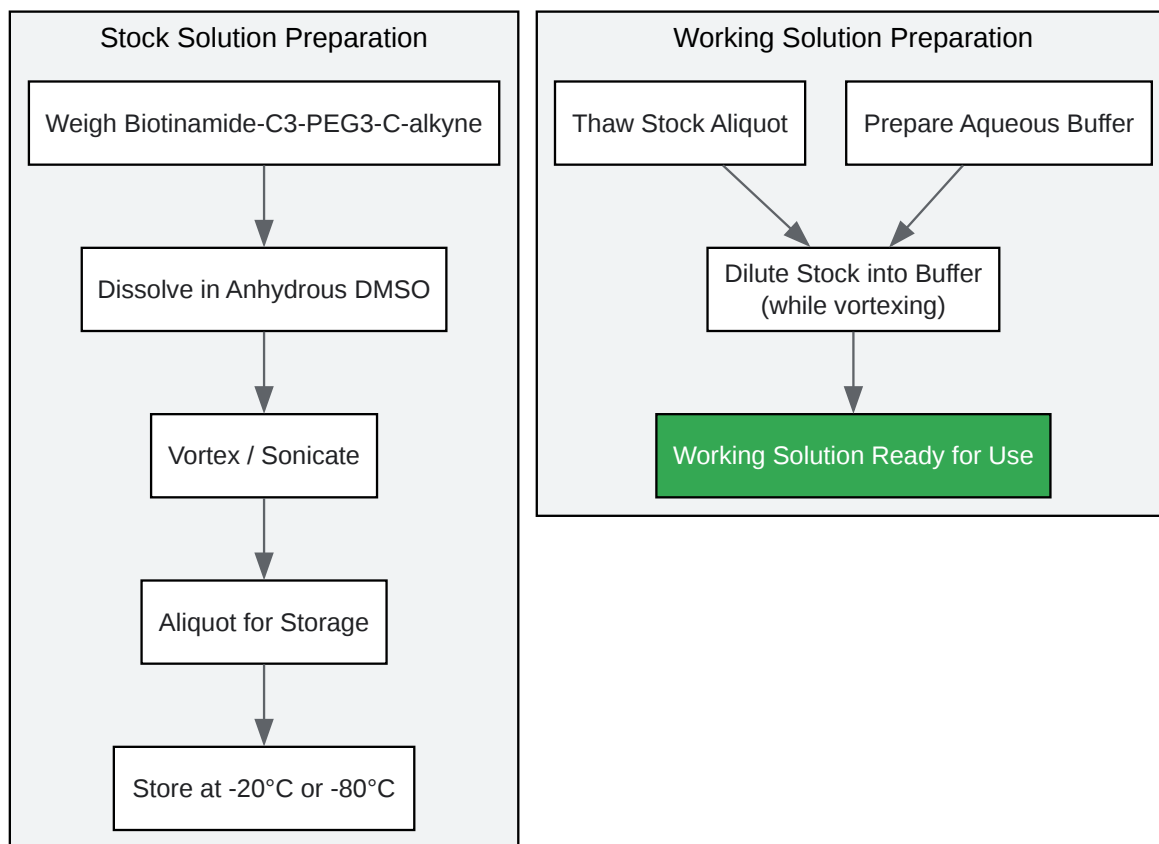 Stock Solution Preparation
Weigh Biotinamide-C3-PEG3-C-alkyne
Dissolve in Anhydrous DMSO
Vortex / Sonicate
Aliquot for Storage
Store at -20°C or -80°C
Working Solution Preparation
Thaw Stock Aliquot
Prepare Aqueous Buffer
Dilute Stock into Buffer
(while vortexing)
Working Solution Ready for Use